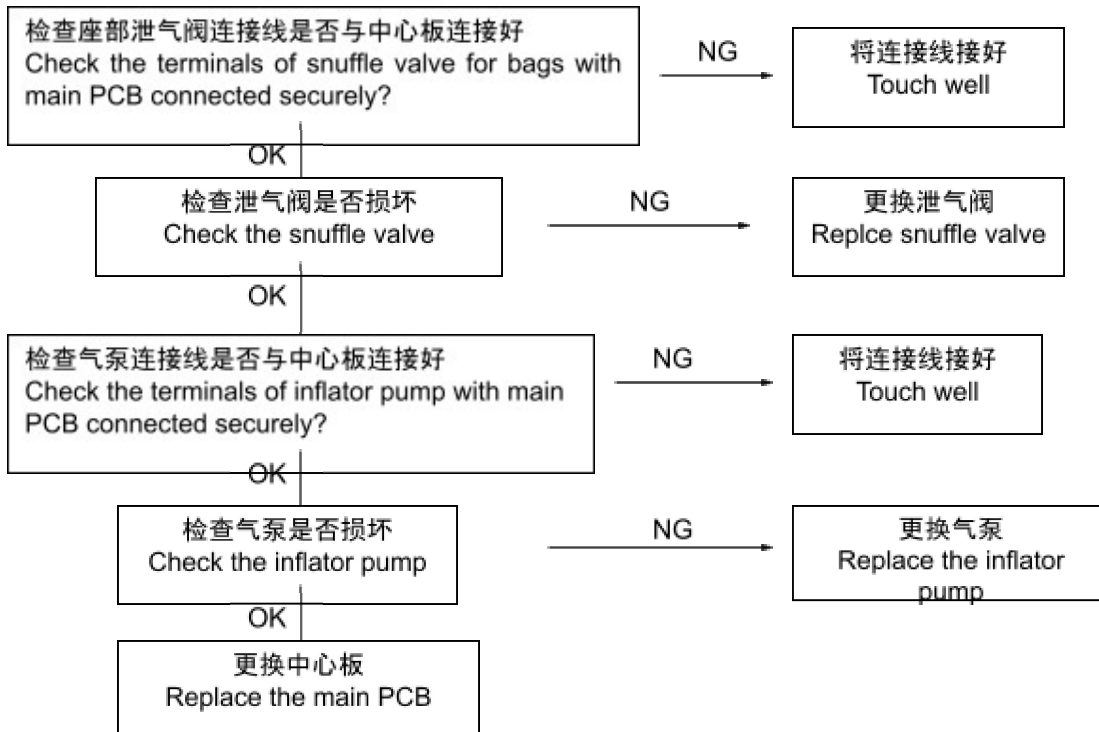 检查座部泄气阀连接线是否与中心板连接好
Check the terminals of snuffle valve for bags with
main PCB connected securely?
NG
将连接线接好
Touch well
OK
检查泄气阀是否损坏
Check the snuffle valve
NG
更换泄气阀
Replce snuffle valve
OK
检查气泵连接线是否与中心板连接好
Check the terminals of inflator pump with main
PCB connected securely?
NG
将连接线接好
Touch well
OK
检查气泵是否损坏
Check the inflator pump
NG
更换气泵
Replace the inflator
pump
OK
更换中心板
Replace the main PCB